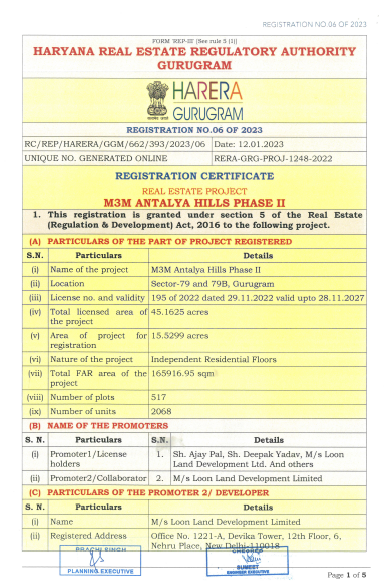 REGISTRATION NO.06 OF 2023
FORM 'REP-III' [See rule 5 (1)]
HARYANA REAL ESTATE REGULATORY AUTHORITY
GURUGRAM
HARERA
GURUGRAM
REGISTRATION NO.06 OF 2023
RC/REP/HARERA/GGM/662/393/2023/06 Date: 12.01.2023
UNIQUE NO. GENERATED ONLINE RERA-GRG-PROJ-1248-2022
REGISTRATION CERTIFICATE
REAL ESTATE PROJECT
M3M ANTALYA HILLS PHASE II
1. This registration is granted under section 5 of the Real Estate
(Regulation & Development) Act, 2016 to the following project.
(A) PARTICULARS OF THE PART OF PROJECT REGISTERED
S.N. Particulars Details
(i) Name of the project M3M Antalya Hills Phase II
(ii) Location Sector-79 and 79B, Gurugram
(iii) License no. and validity 195 of 2022 dated 29.11.2022 valid upto 28.11.2027
(iv) Total licensed area of 45.1625 acres
the project
(v) Area of project for 15.5299 acres
registration
(vi) Nature of the project Independent Residential Floors
(vii) Total FAR area of the 165916.95 sqm
project
(viii) Number of plots 517
(ix) Number of units 2068
(B) NAME OF THE PROMOTERS
S. N. Particulars S.N. Details
(i) Promoter1/License 1. Sh. Ajay Pal, Sh. Deepak Yadav, M/s Loon
holders Land Development Ltd. And others
(ii) Promoter2/Collaborator 2. M/s Loon Land Development Limited
(C) PARTICULARS OF THE PROMOTER 2/ DEVELOPER
S. N. Particulars Details
(i) Name M/s Loon Land Development Limited
(ii) Registered Address Office No. 1221-A, Devika Tower, 12th Floor, 6,
Nehru Place, New Delhi-110018
PRACHI SINGH
PLANNING EXECUTIVE
CHECKED
SUMEET
ENGINEER EXECUTIVE
Page 1 of 5